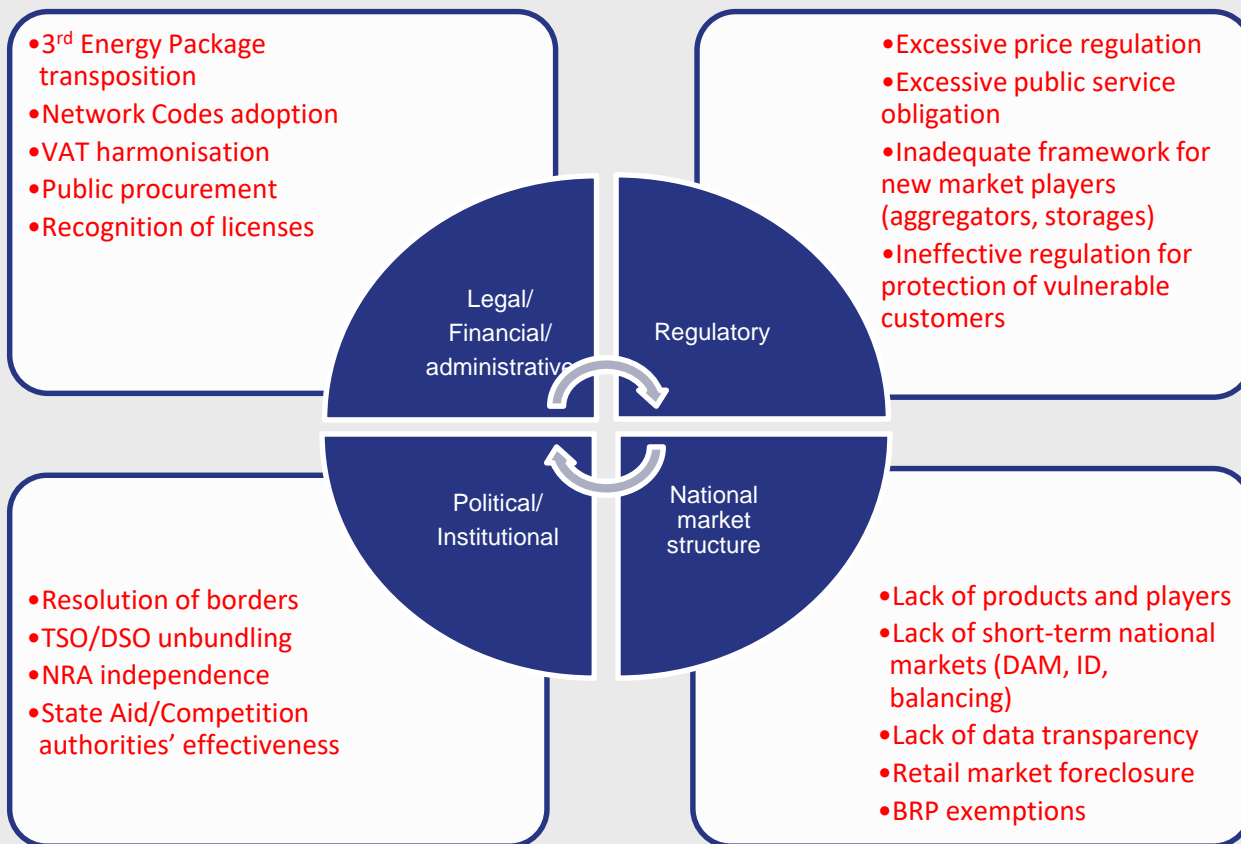 •3rd Energy Package
transposition
•Network Codes adoption
•VAT harmonisation
•Public procurement
•Recognition of licenses
•Excessive price regulation
•Excessive public service
obligation
•Inadequate framework for
new market players
(aggregators, storages)
•Ineffective regulation for
protection of vulnerable
customers
Legal/
Financial/
administrative
Regulatory
Political/
Institutional
National
market
structure
•Resolution of borders
•TSO/DSO unbundling
•NRA independence
•State Aid/Competition
authorities’ effectiveness
•Lack of products and players
•Lack of short-term national
markets (DAM, ID,
balancing)
•Lack of data transparency
•Retail market foreclosure
•BRP exemptions